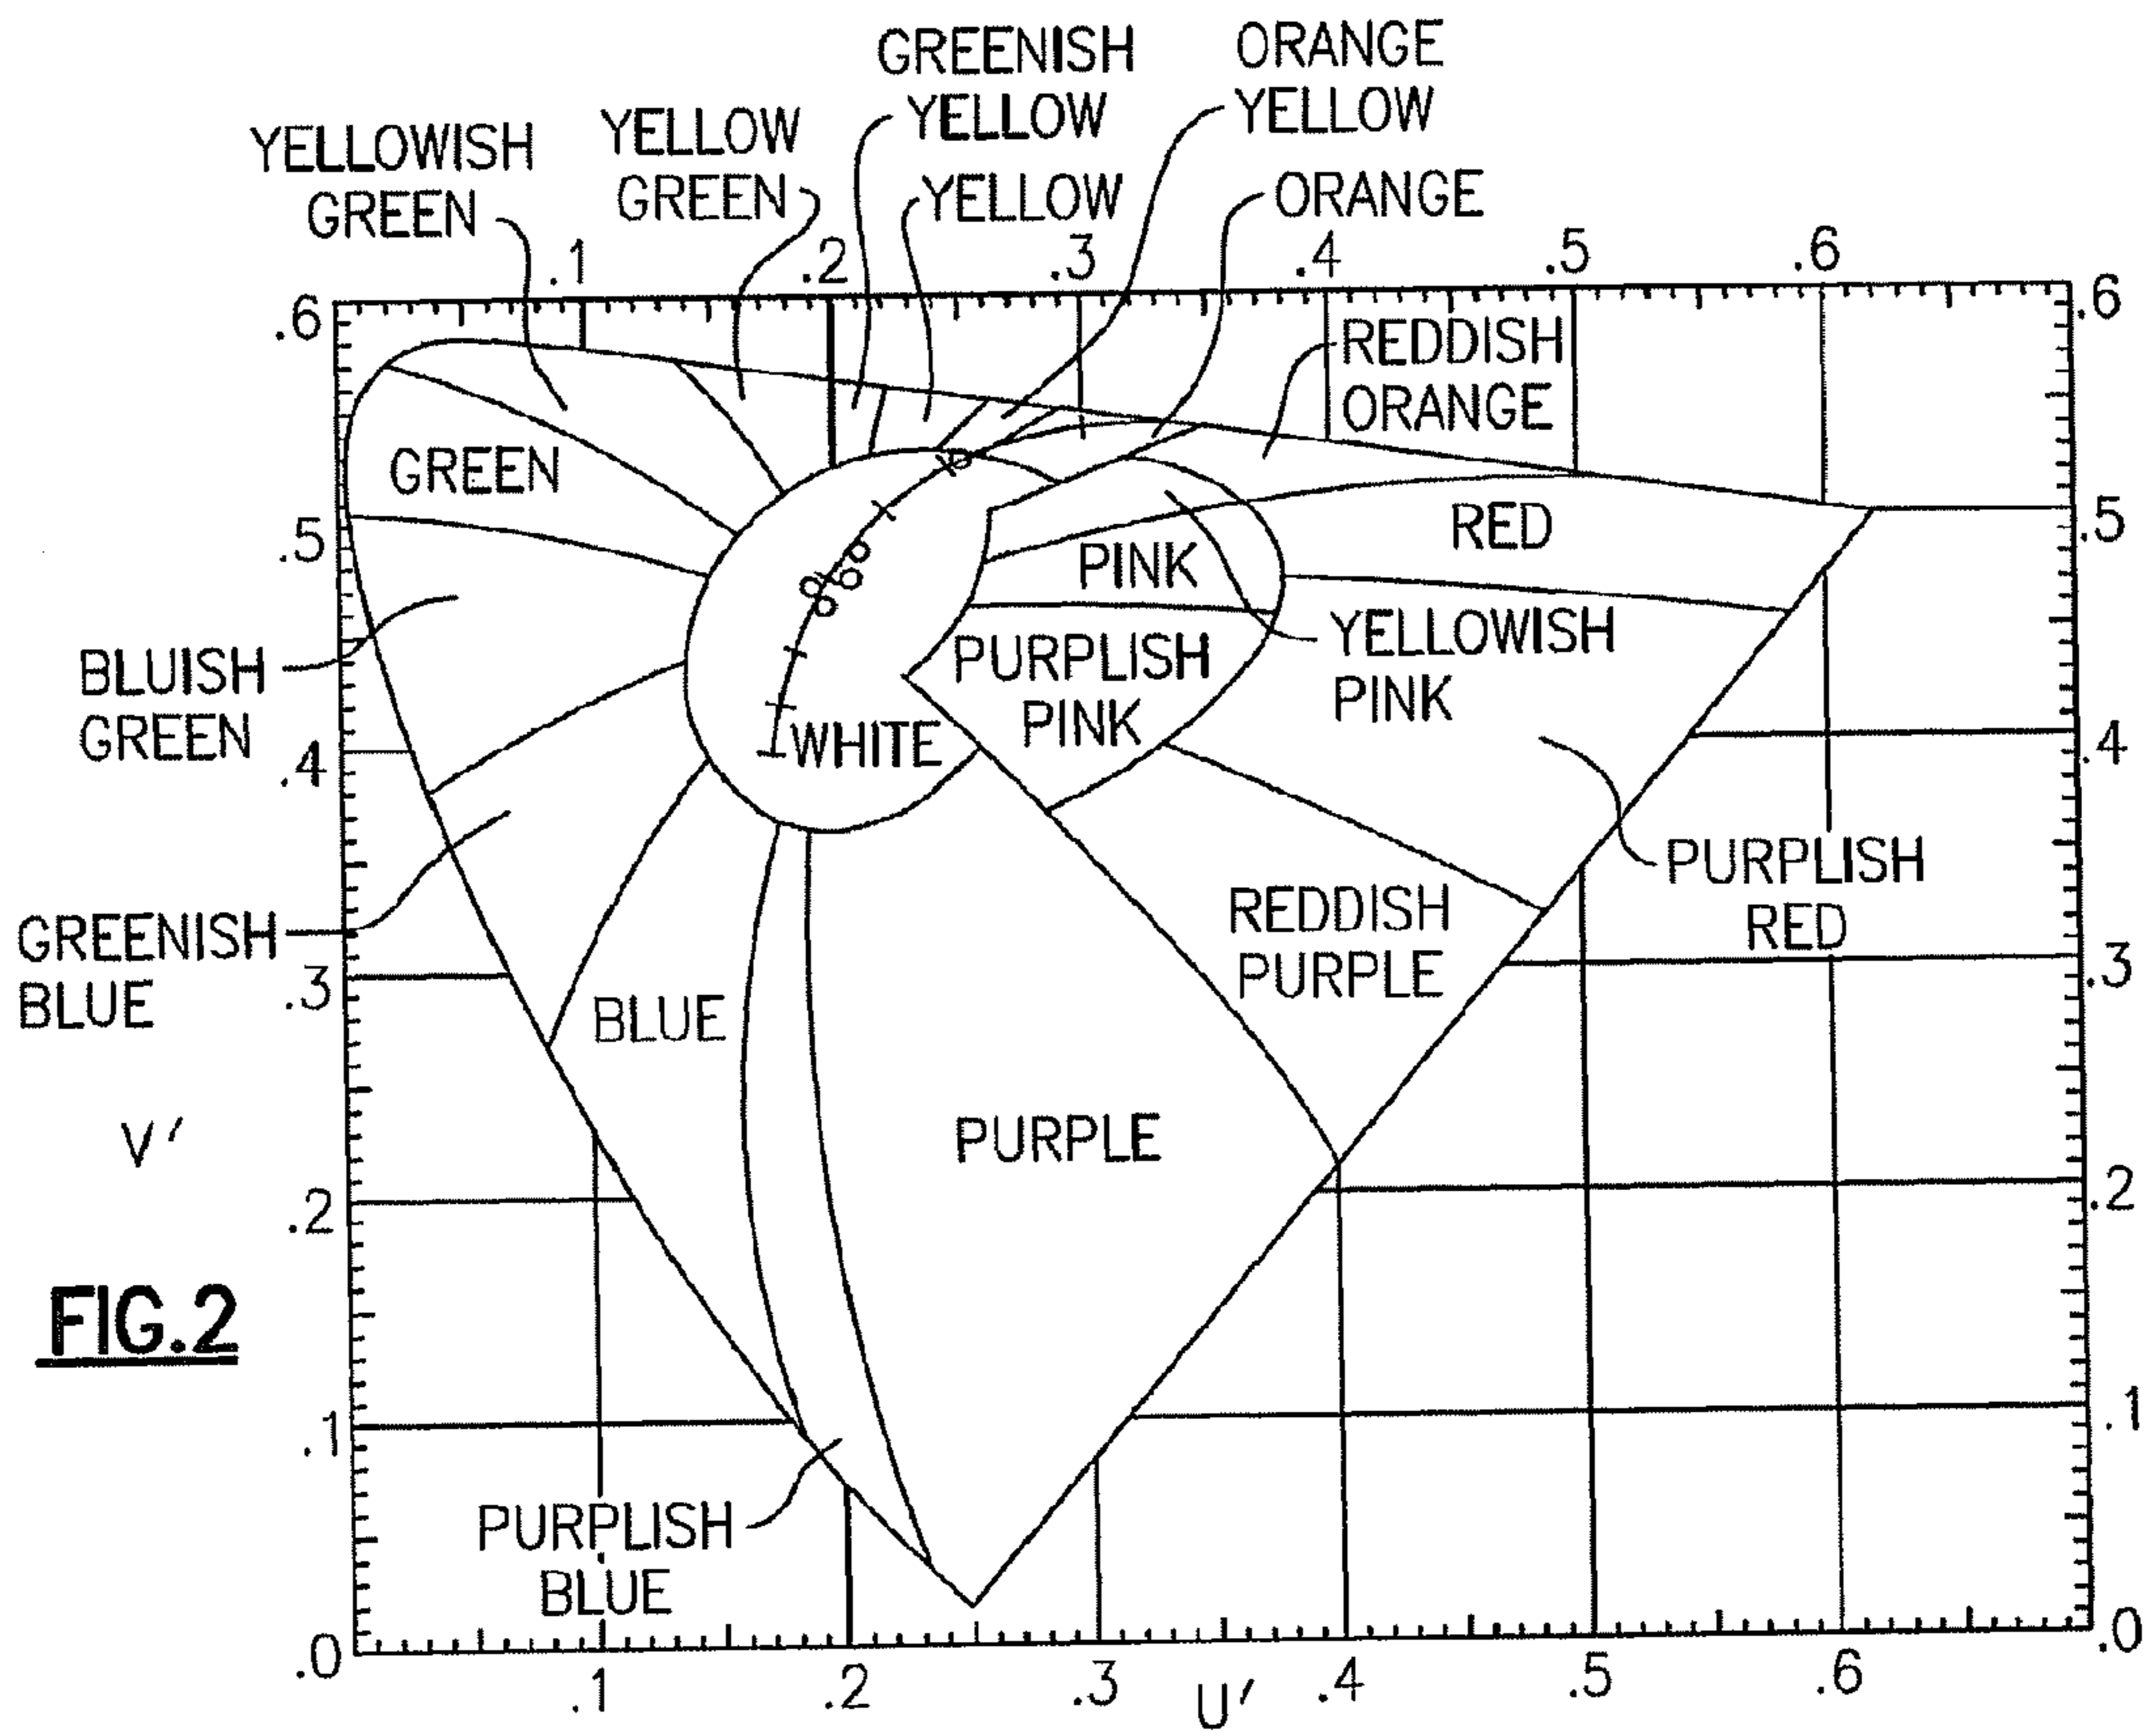 GREENISH
YELLOW
ORANGE
YELLOW
YELLOWISH
GREEN
YELLOW
GREEN
YELLOW
ORANGE
.1
.2
.3
.4
.5
.6
.6
.6
REDDISH
ORANGE
GREEN
RED
.5
.5
PINK
YELLOWISH
PINK
PURPLISH
PINK
BLUISH
GREEN
WHITE
.4
.4
PURPLISH
RED
REDDISH
PURPLE
GREENISH
BLUE
.3
.3
BLUE
V'
PURPLE
.2
.2
FIG.2
.1
.1
PURPLISH
BLUE
.0
.0
.1
.2
.3
U'
.4
.5
.6